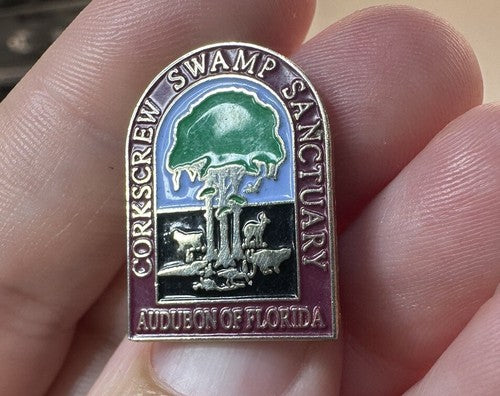 CORKSCREW SWAMP SANCTUARY
AUDUBON OF FLORIDA